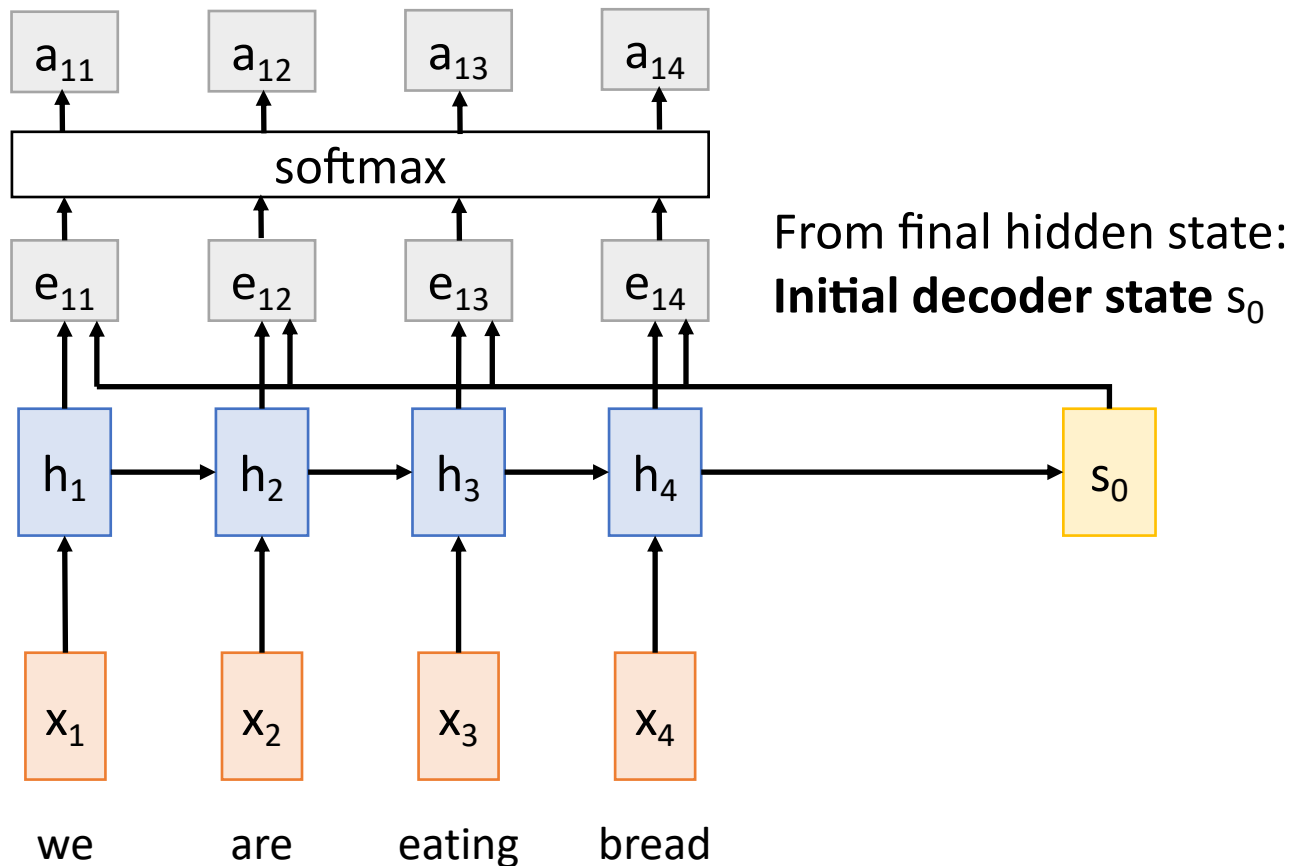 a₁₁ a₁₂ a₁₃ a₁₄
softmax
e₁₁ e₁₂ e₁₃ e₁₄
From final hidden state:
Initial decoder state s₀
h₁ h₂ h₃ h₄ s₀
x₁ x₂ x₃ x₄
we are eating bread